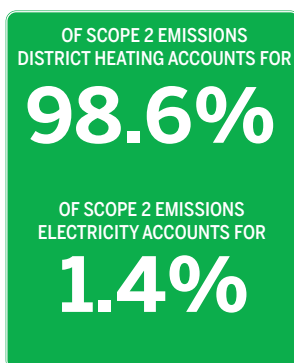 OF SCOPE 2 EMISSIONS
DISTRICT HEATING ACCOUNTS FOR
98.6%
OF SCOPE 2 EMISSIONS
ELECTRICITY ACCOUNTS FOR
1.4%